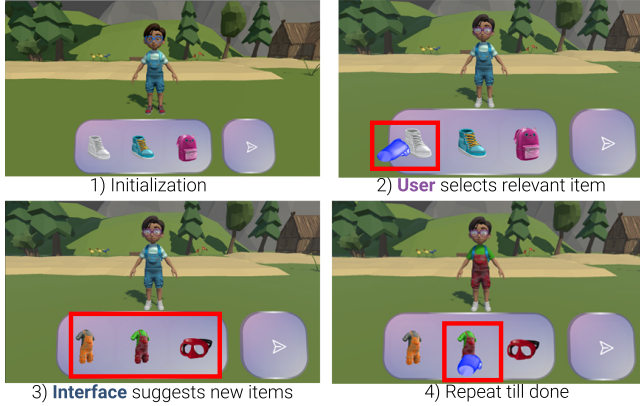 1) Initialization
2) User selects relevant item
3) Interface suggests new items
4) Repeat till done